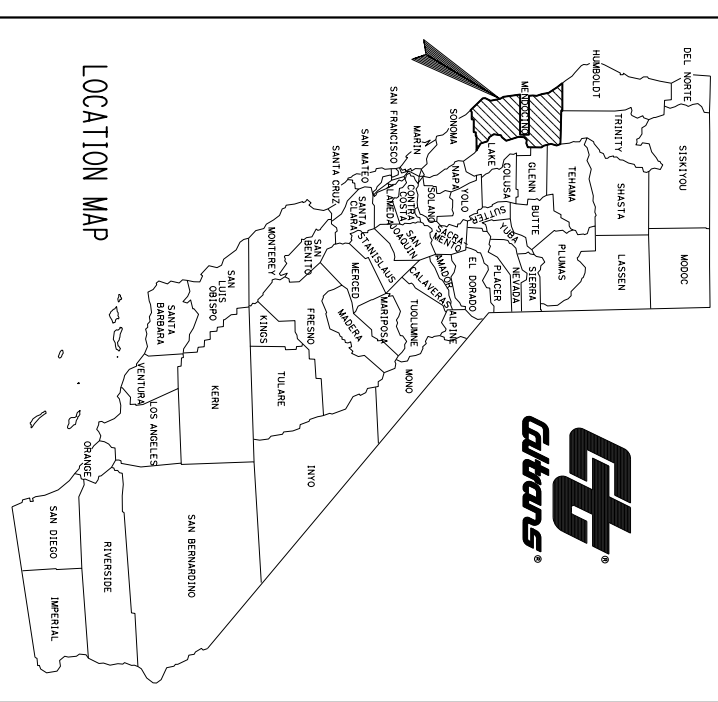 DEL NORTE
SISKIYOU
MODOC
HUMBOLDT
TRINITY
SHASTA
LASSEN
TEHAMA
PLUMAS
MENDOCINO
GLENN
BUTTE
SIERRA
LAKE
COLUSA
SUTTER
YUBA
NEVADA
PLACER
SONOMA
NAPA
YOLO
SACRA-
MENTO
EL DORADO
MARIN
SOLANO
AMADOR
ALPINE
SAN FRANCISCO
CONTRA
COSTA
SAN
JOAQUIN
CALAVERAS
SAN MATEO
ALAMEDA
TUOLUMNE
MONO
SANTA CRUZ
SANTA
CLARA
STANISLAUS
MARIPOSA
MERCED
MADERA
SAN
BENITO
MONTEREY
FRESNO
KINGS
TULARE
INYO
SAN
LUIS
OBISPO
KERN
SANTA
BARBARA
VENTURA
LOS ANGELES
SAN BERNARDINO
ORANGE
RIVERSIDE
SAN DIEGO
IMPERIAL
LOCATION MAP
ct®
Caltrans®